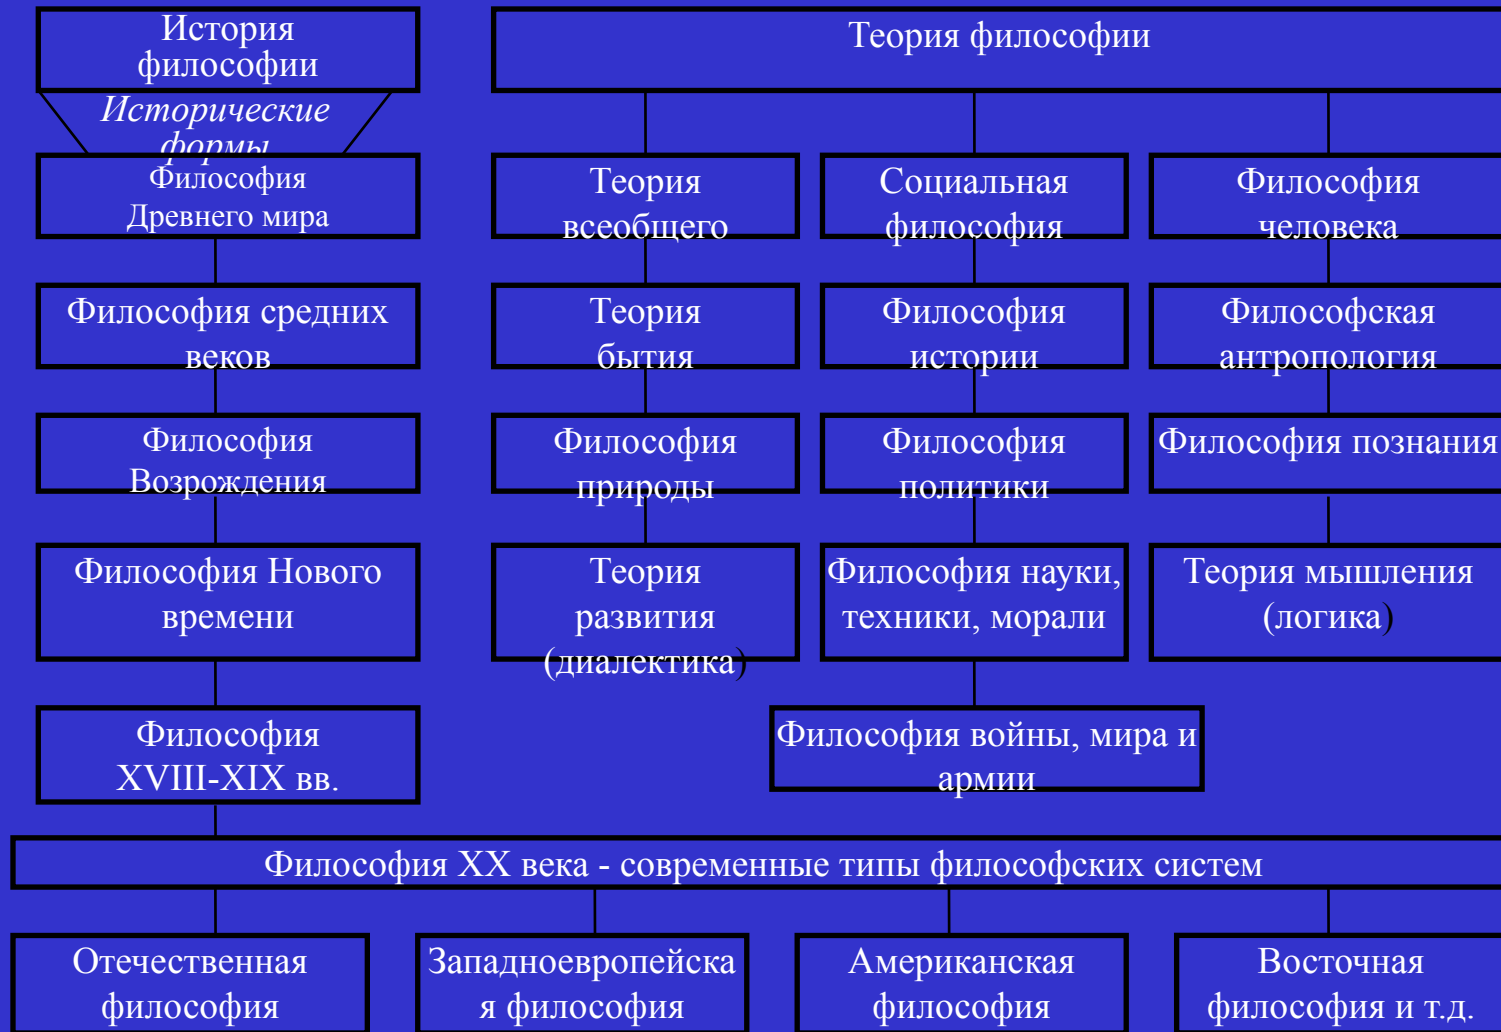 История
философии
Теория философии
Исторические
формы
Философия
Древнего мира
Теория
всеобщего
Социальная
философия
Философия
человека
Философия средних
веков
Теория
бытия
Философия
истории
Философская
антропология
Философия
Возрождения
Философия
природы
Философия
политики
Философия познания
Философия Нового
времени
Теория
развития
(диалектика)
Философия науки,
техники, морали
Теория мышления
(логика)
Философия
XVIII-XIX вв.
Философия войны, мира и
армии
Философия XX века - современные типы философских систем
Отечественная
философия
Западноевропейска
я философия
Американская
философия
Восточная
философия и т.д.